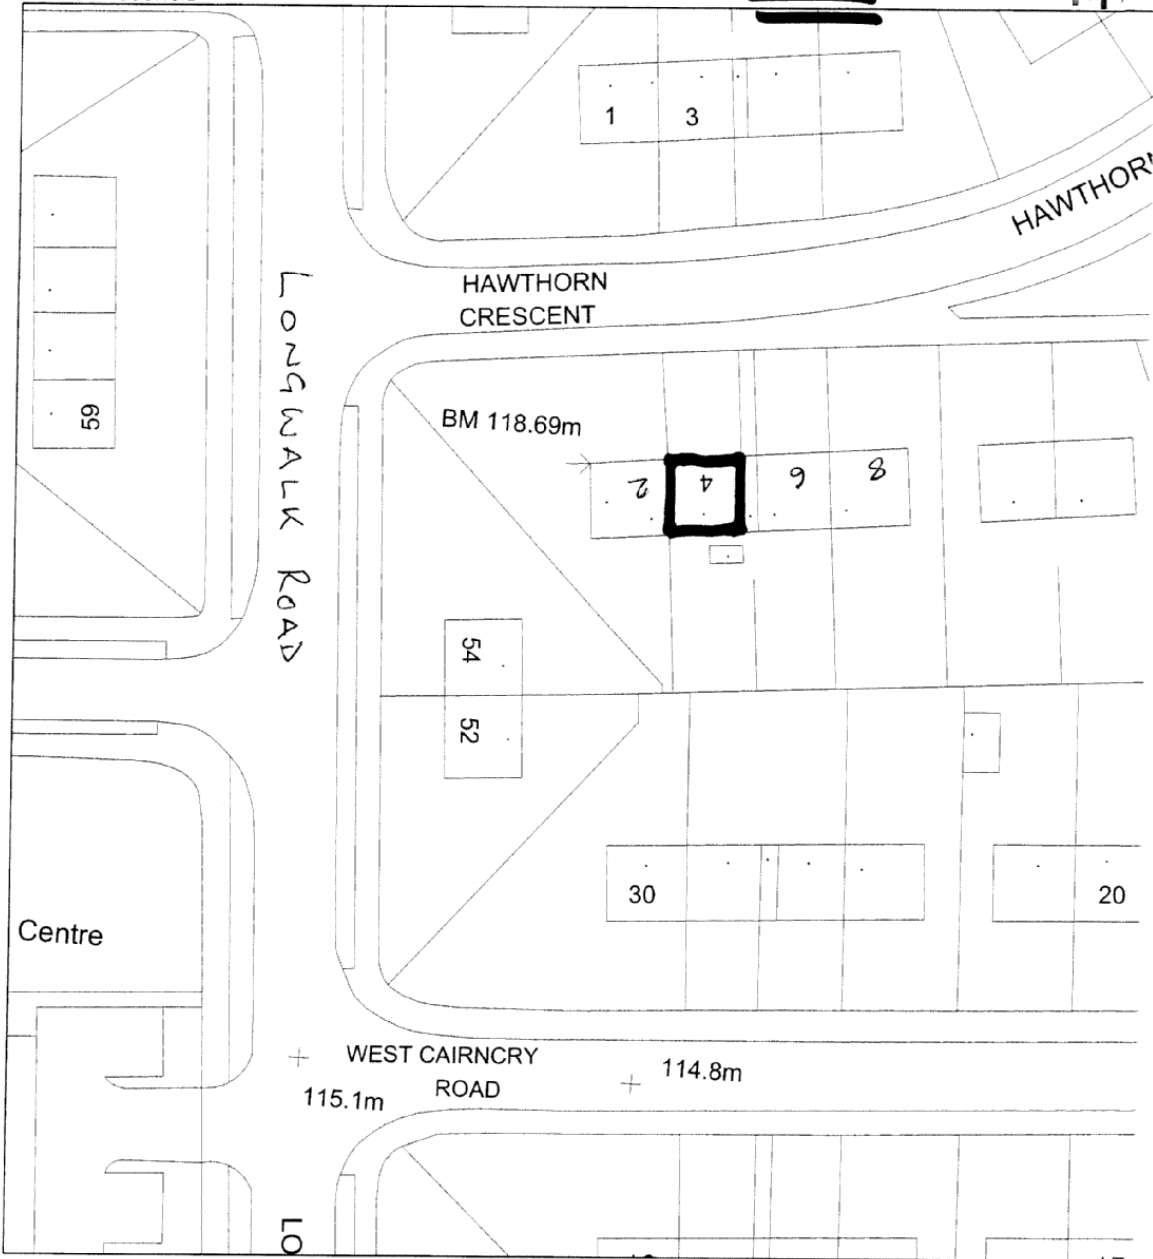 1
3
HAWTHORN
HAWTHORN
CRESCENT
LONGWALK ROAD
59
BM 118.69m
2
4
6
8
54
52
30
20
Centre
WEST CAIRNCRY
ROAD
115.1m
114.8m
LO